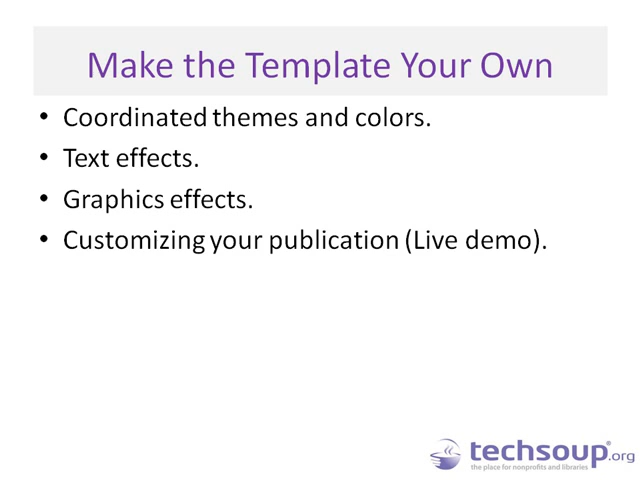 Make the Template Your Own
• Coordinated themes and colors.
• Text effects.
• Graphics effects.
• Customizing your publication (Live demo).
techsoup®.org
the place for nonprofits and libraries